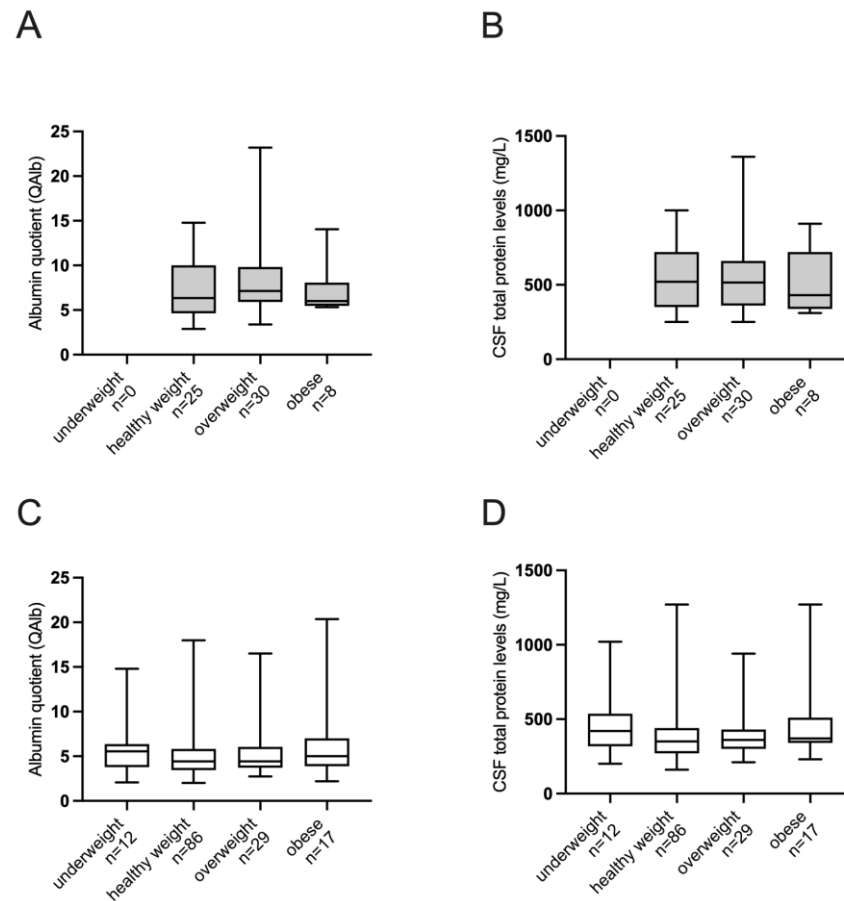 A
Albumin quotient (QAlb)
25
20
15
10
5
0
underweight
n=0
healthy weight
n=25
overweight
n=30
obese
n=8
B
CSF total protein levels (mg/L)
1500
1000
500
0
underweight
n=0
healthy weight
n=25
overweight
n=30
obese
n=8
C
Albumin quotient (QAlb)
25
20
15
10
5
0
underweight
n=12
healthy weight
n=86
overweight
n=29
obese
n=17
D
CSF total protein levels (mg/L)
1500
1000
500
0
underweight
n=12
healthy weight
n=86
overweight
n=29
obese
n=17